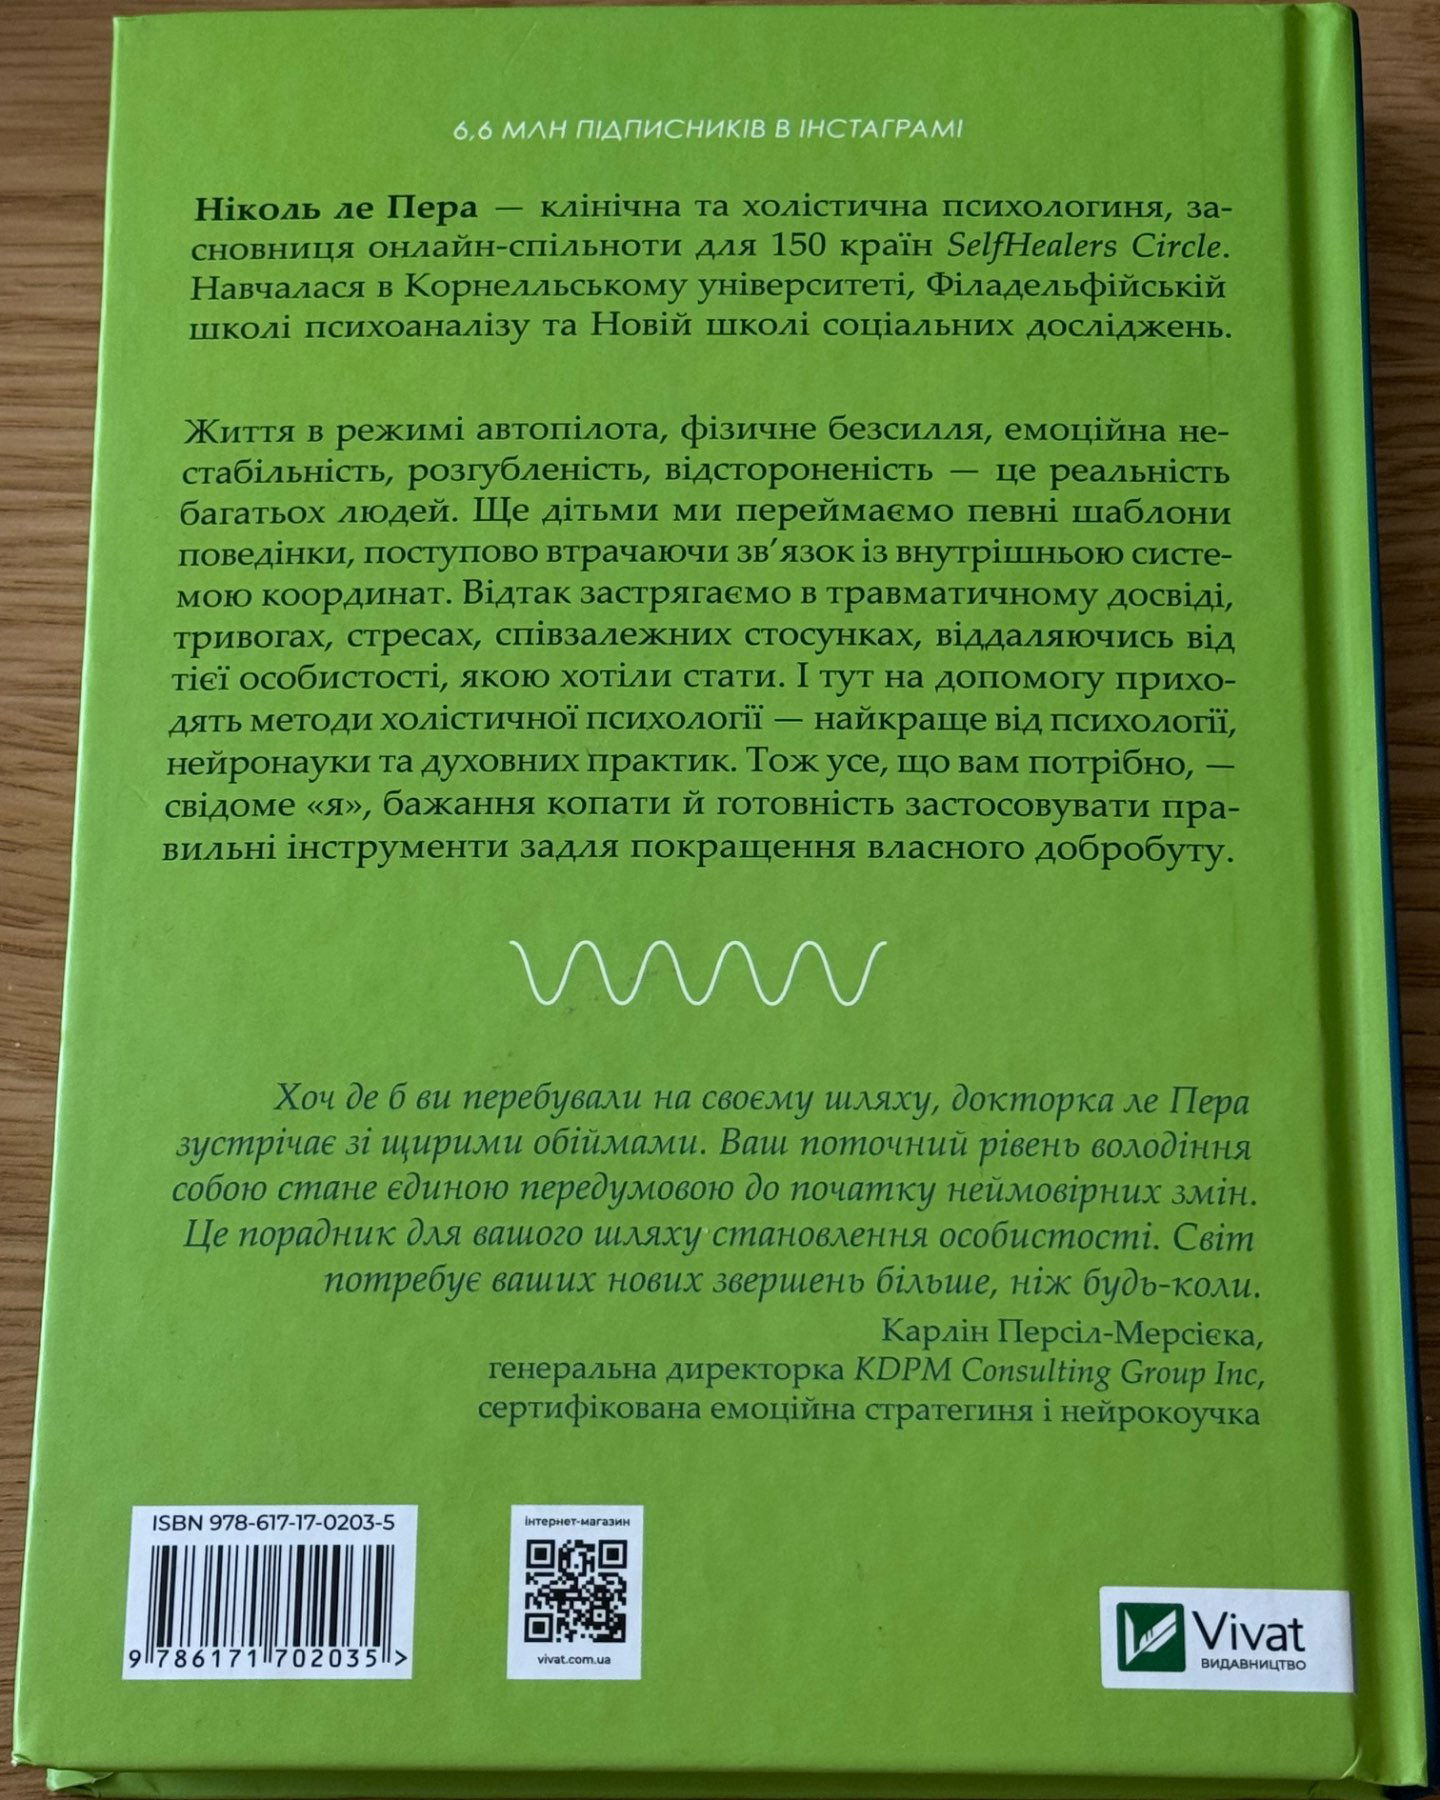 6,6 МЛН ПІДПИСНИКІВ В ІНСТАГРАМІ
Ніколь ле Пера — клінічна та холістична психологиня, за-
сновниця онлайн-спільноти для 150 країн SelfHealers Circle.
Навчалася в Корнелльському університеті, Філадельфійській
школі психоаналізу та Новій школі соціальних досліджень.
Життя в режимі автопілота, фізичне безсилля, емоційна не-
стабільність, розгубленість, відстороненість — це реальність
багатьох людей. Ще дітьми ми переймаємо певні шаблони
поведінки, поступово втрачаючи зв’язок із внутрішньою систе-
мою координат. Відтак застрягаємо в травматичному досвіді,
тривогах, стресах, співзалежних стосунках, віддаляючись від
тієї особистості, якою хотіли стати. І тут на допомогу прихо-
дять методи холістичної психології — найкраще від психології,
нейронауки та духовних практик. Тож усе, що вам потрібно, —
свідоме «я», бажання копати й готовність застосовувати пра-
вильні інструменти задля покращення власного добробуту.
Хоч де б ви перебували на своєму шляху, докторка ле Пера
зустрічає зі щирими обіймами. Ваш поточний рівень володіння
собою стане єдиною передумовою до початку неймовірних змін.
Це порадник для вашого шляху становлення особистості. Світ
потребує ваших нових звершень більше, ніж будь-коли.
Карлін Персіл-Мерсієка,
генеральна директорка KDPM Consulting Group Inc,
сертифікована емоційна стратегиня і нейрокоучка
ISBN 978-617-17-0203-5
9 786171 702035 >
інтернет-магазин
vivat.com.ua
Vivat
ВИДАВНИЦТВО